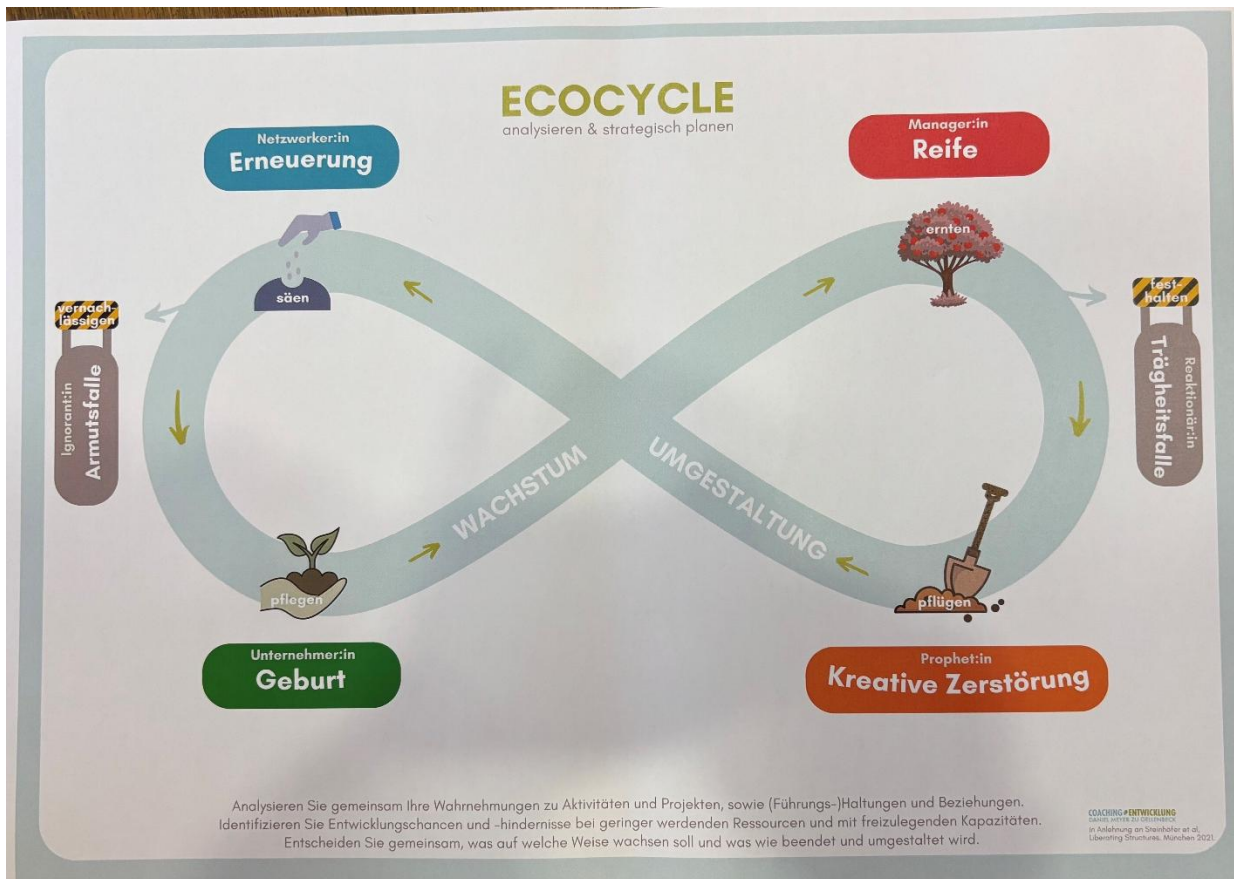 ECOCYCLE
analysieren & strategisch planen
Netzwerker:in
Erneuerung
Manager:in
Reife
säen
ernten
vernach-
lässigen
Ignorant:in
Armutsfalle
fest-
halten
Reaktionär:in
Trägheitsfalle
WACHSTUM
UMGESTALTUNG
pflegen
pflügen
Unternehmer:in
Geburt
Prophet:in
Kreative Zerstörung
Analysieren Sie gemeinsam Ihre Wahrnehmungen zu Aktivitäten und Projekten, sowie (Führungs-)Haltungen und Beziehungen.
Identifizieren Sie Entwicklungschancen und -hindernisse bei geringer werdenden Ressourcen und mit freizulegenden Kapazitäten.
Entscheiden Sie gemeinsam, was auf welche Weise wachsen soll und was wie beendet und umgestaltet wird.
COACHING#ENTWICKLUNG
DANIEL MEYER ZU GELLENBECK
in Anlehnung an Steinhöfer et al,
Liberating Structures. München 2021.